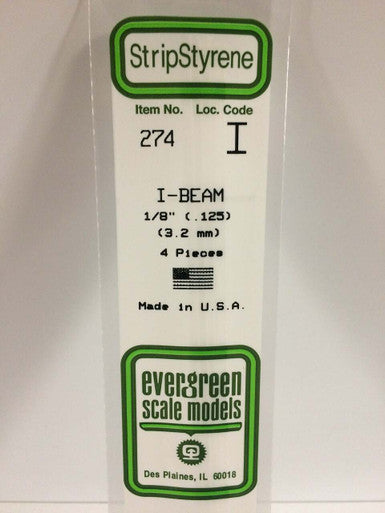 StripStyrene
Item No. Loc. Code
274 I
I-BEAM
1/8" (.125)
(3.2 mm)
4 Pieces
Made in U.S.A.
evergreen
scale models
Des Plaines, IL 60018